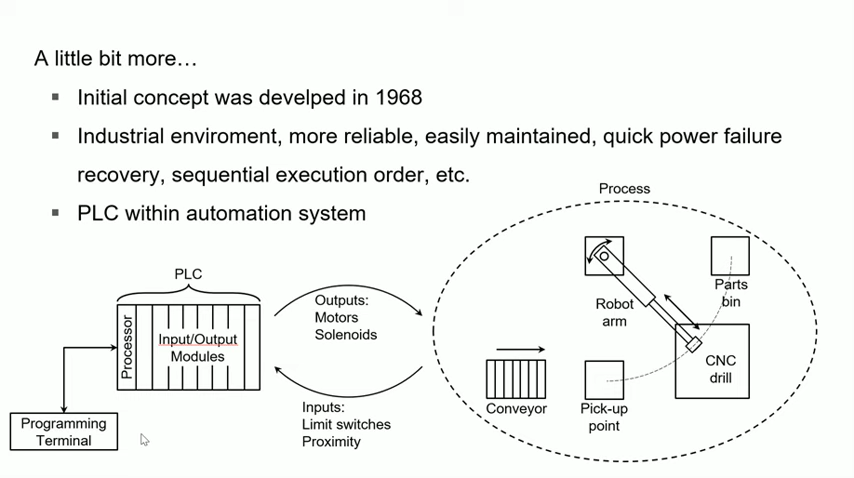 A little bit more…
▪ Initial concept was develped in 1968
▪ Industrial enviroment, more reliable, easily maintained, quick power failure
recovery, sequential execution order, etc.
▪ PLC within automation system
Process
PLC
Processor
Input/Output
Modules
Programming
Terminal
Outputs:
Motors
Solenoids
Inputs:
Limit switches
Proximity
Robot
arm
Parts
bin
CNC
drill
Conveyor
Pick-up
point